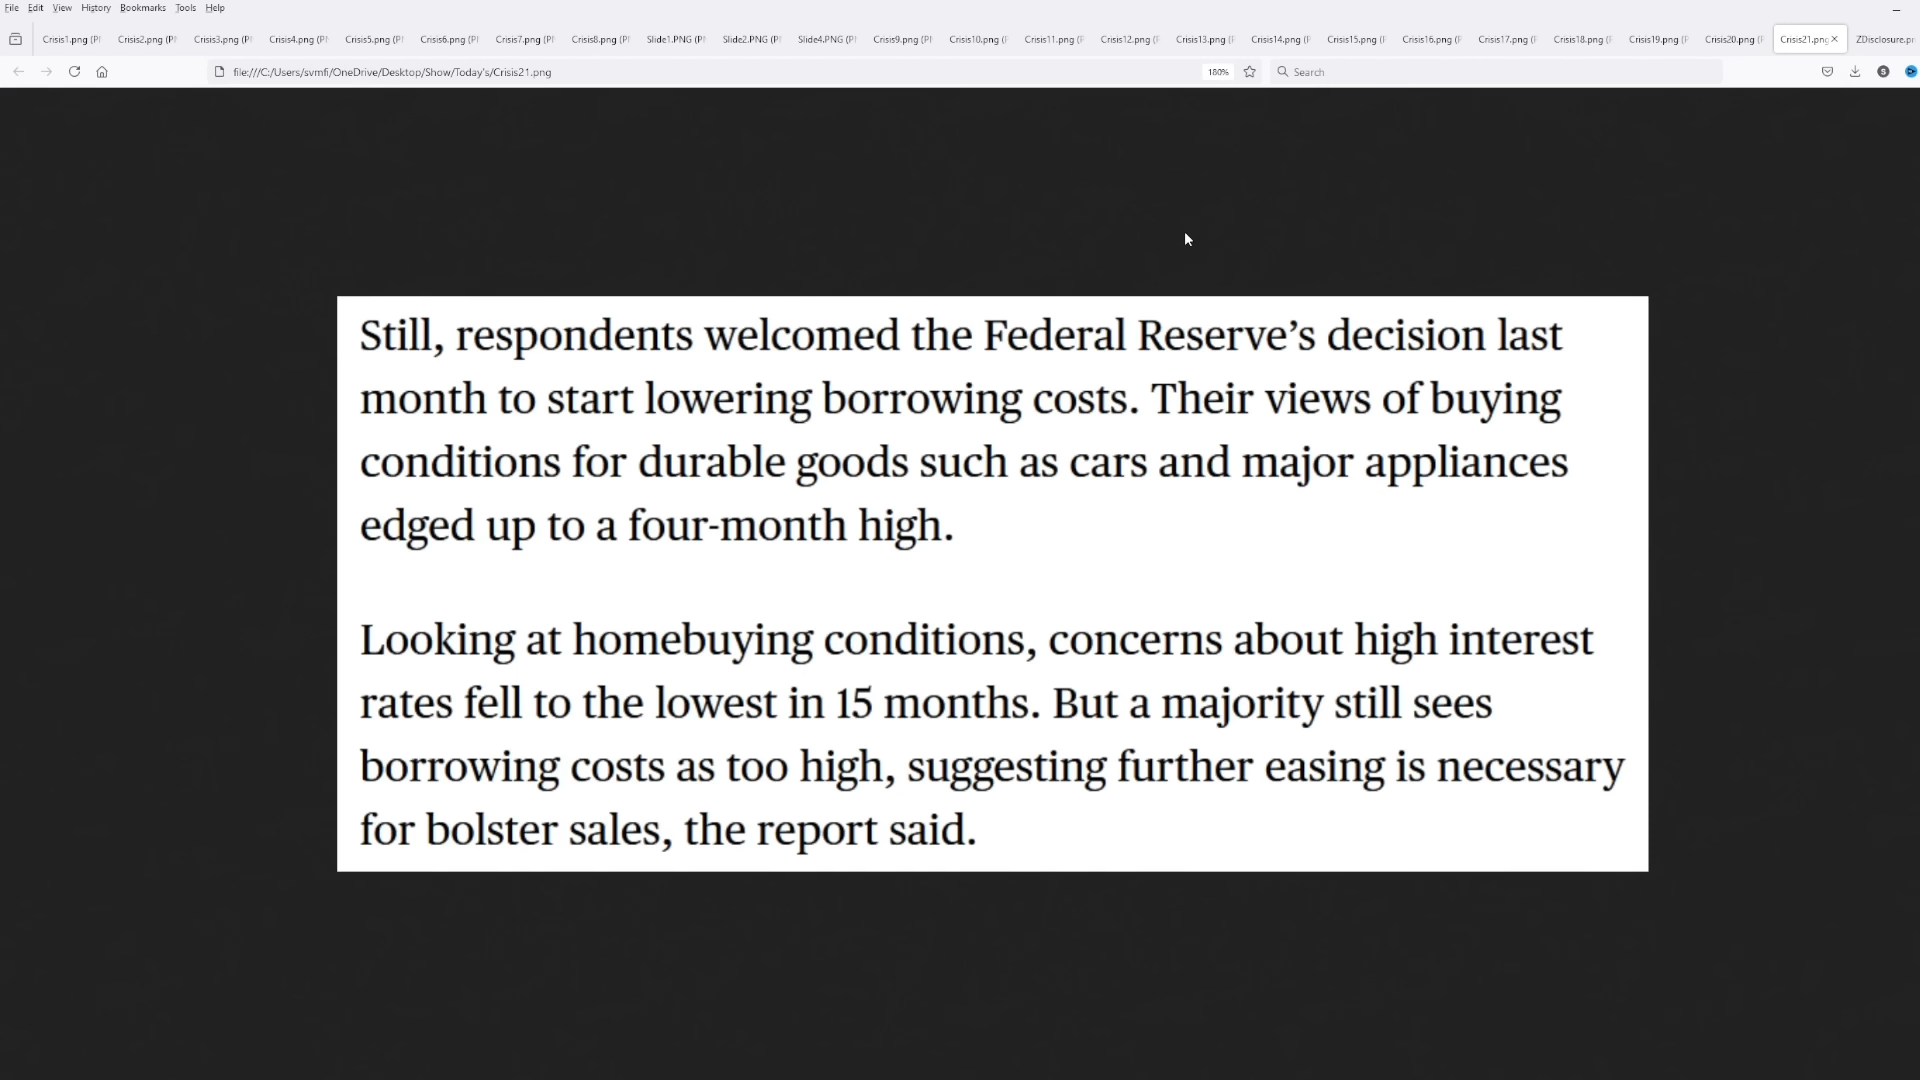 File Edit View History Bookmarks Tools Help
Crisis1.png (P Crisis2.png (P Crisis3.png (P Crisis4.png (P Crisis5.png (P Crisis6.png (P Crisis7.png (P Crisis8.png (P Slide1.PNG (P Slide2.PNG (P Slide4.PNG (P Crisis9.png (P Crisis10.png ( Crisis11.png ( Crisis12.png ( Crisis13.png ( Crisis14.png ( Crisis15.png ( Crisis16.png ( Crisis17.png ( Crisis18.png ( Crisis19.png ( Crisis20.png ( Crisis21.png ZDisclosure.p
file:///C:/Users/svmfi/OneDrive/Desktop/Show/Today's/Crisis21.png 180% Search S
Still, respondents welcomed the Federal Reserve’s decision last
month to start lowering borrowing costs. Their views of buying
conditions for durable goods such as cars and major appliances
edged up to a four-month high.
Looking at homebuying conditions, concerns about high interest
rates fell to the lowest in 15 months. But a majority still sees
borrowing costs as too high, suggesting further easing is necessary
for bolster sales, the report said.